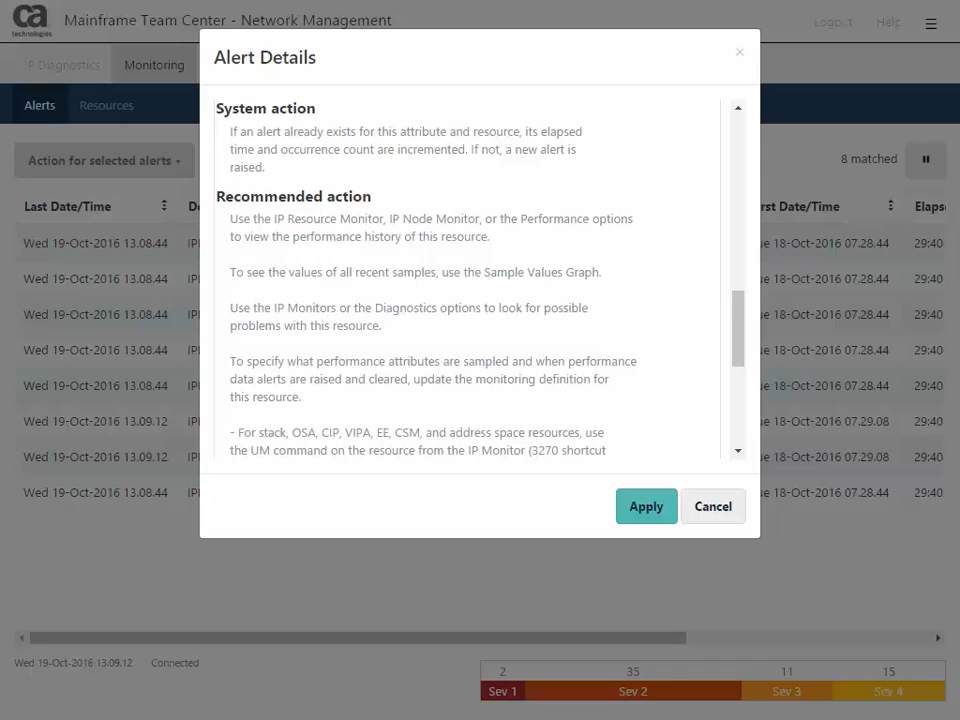 ca
technologies
Mainframe Team Center - Network Management
Logout
Help
IP Diagnostics
Monitoring
Alerts
Resources
Alert Details
×
Action for selected alerts
8 matched
Last Date/Time
rst Date/Time
Elaps
Wed 19-Oct-2016 13.08.44 IP
ue 18-Oct-2016 07.28.44 29:40
Wed 19-Oct-2016 13.08.44 IP
ue 18-Oct-2016 07.28.44 29:40
Wed 19-Oct-2016 13.08.44 IP
ue 18-Oct-2016 07.28.44 29:40
Wed 19-Oct-2016 13.08.44 IP
ue 18-Oct-2016 07.28.44 29:40
Wed 19-Oct-2016 13.08.44 IP
ue 18-Oct-2016 07.28.44 29:40
Wed 19-Oct-2016 13.09.12 IP
ue 18-Oct-2016 07.29.08 29:40
Wed 19-Oct-2016 13.09.12 IP
ue 18-Oct-2016 07.29.08 29:40
Wed 19-Oct-2016 13.08.44 IP
ue 18-Oct-2016 07.28.44 29:40
System action
If an alert already exists for this attribute and resource, its elapsed
time and occurrence count are incremented. If not, a new alert is
raised.
Recommended action
Use the IP Resource Monitor, IP Node Monitor, or the Performance options
to view the performance history of this resource.
To see the values of all recent samples, use the Sample Values Graph.
Use the IP Monitors or the Diagnostics options to look for possible
problems with this resource.
To specify what performance attributes are sampled and when performance
data alerts are raised and cleared, update the monitoring definition for
this resource.
- For stack, OSA, CIP, VIPA, EE, CSM, and address space resources, use
the UM command on the resource from the IP Monitor (3270 shortcut
Apply
Cancel
Wed 19-Oct-2016 13.09.12 Connected
2 35 11 15
Sev 1 Sev 2 Sev 3 Sev 4